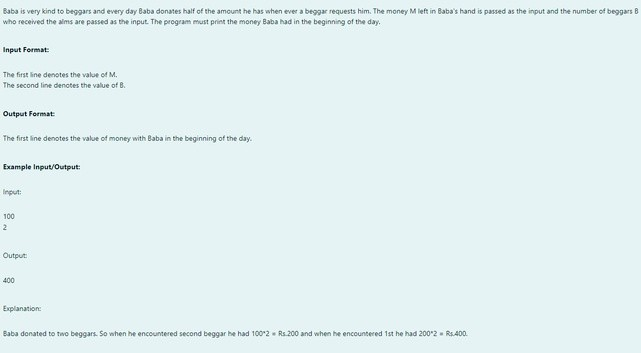 Baba is very kind to beggars and every day Baba donates half of the amount he has when ever a beggar requests him. The money M left in Baba's hand is passed as the input and the number of beggars B
who received the alms are passed as the input. The program must print the money Baba had in the beginning of the day.
Input Format:
The first line denotes the value of M.
The second line denotes the value of B.
Output Format:
The first line denotes the value of money with Baba in the beginning of the day.
Example Input/Output:
Input:
100
2
Output:
400
Explanation:
Baba donated to two beggars. So when he encountered second beggar he had 100*2 = Rs.200 and when he encountered 1st he had 200*2 = Rs.400.